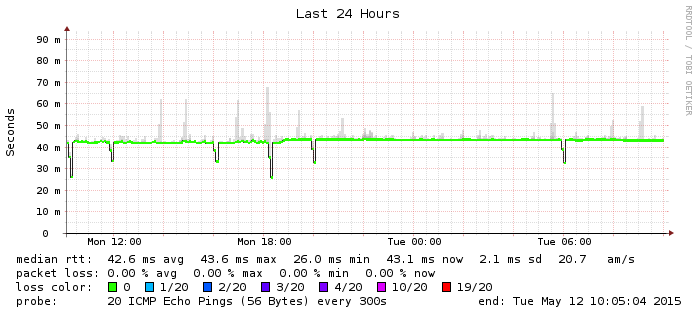 Last 24 Hours
RRDTOOL / TOBI OETIKER
Seconds
90 m
80 m
70 m
60 m
50 m
40 m
30 m
20 m
10 m
0
Mon 12:00 Mon 18:00 Tue 00:00 Tue 06:00
median rtt: 42.6 ms avg 43.6 ms max 26.0 ms min 43.1 ms now 2.1 ms sd 20.7 am/s
packet loss: 0.00 % avg 0.00 % max 0.00 % min 0.00 % now
loss color: 0 1/20 2/20 3/20 4/20 10/20 19/20
probe: 20 ICMP Echo Pings (56 Bytes) every 300s end: Tue May 12 10:05:04 2015